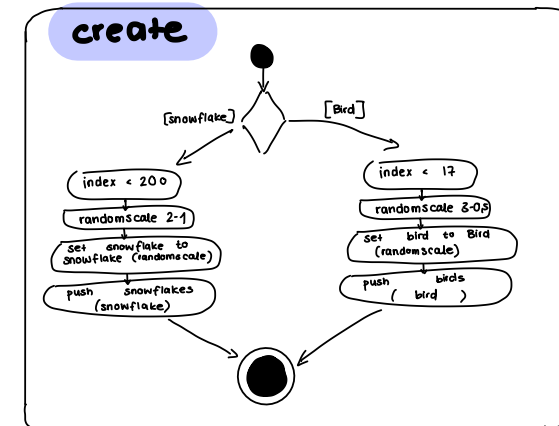 create
[snowflake]
[Bird]
index < 200
randomscale 2-1
set snowflake to
snowflake (randomscale)
push snowflakes
(snowflake)
index < 17
randomscale 3-0,5
set bird to Bird
(randomscale)
push birds
( bird )